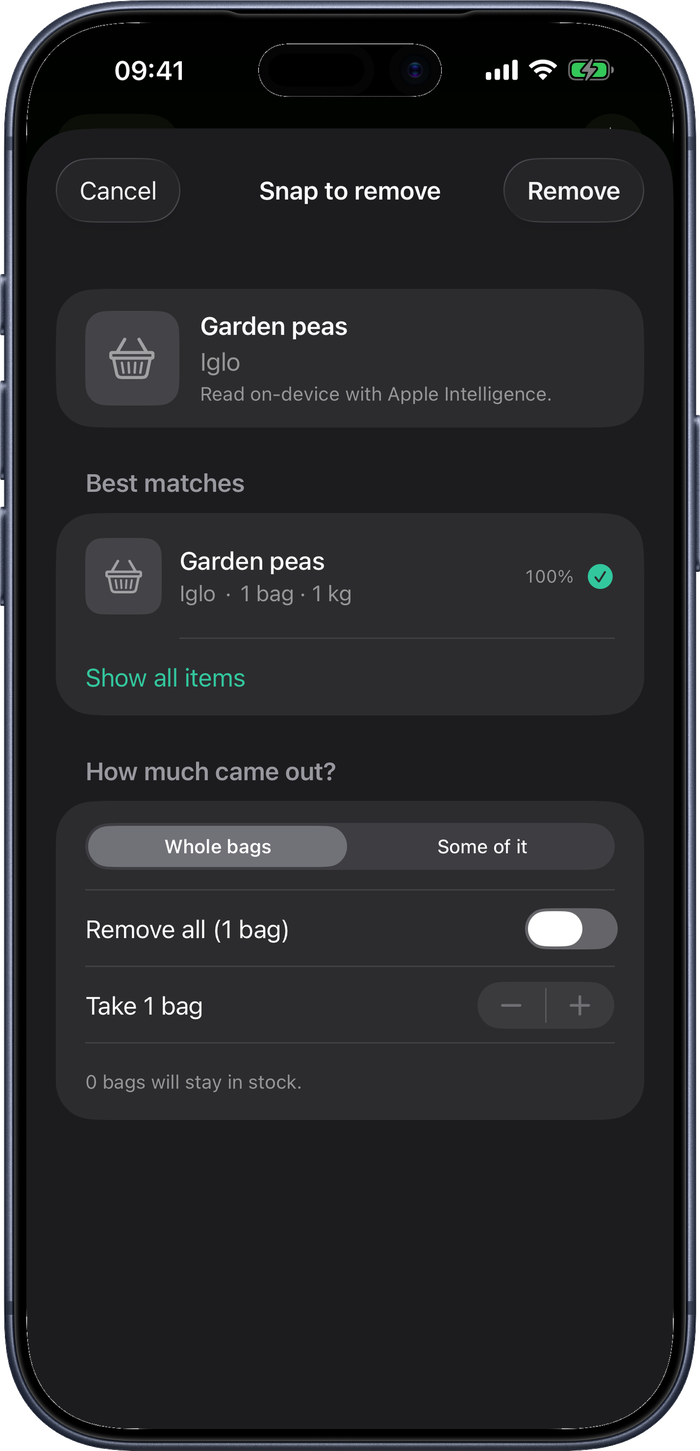 09:41
Cancel
Snap to remove
Remove
Garden peas
Iglo
Read on-device with Apple Intelligence.
Best matches
Garden peas
Iglo · 1 bag · 1 kg
100%
Show all items
How much came out?
Whole bags
Some of it
Remove all (1 bag)
Take 1 bag
0 bags will stay in stock.